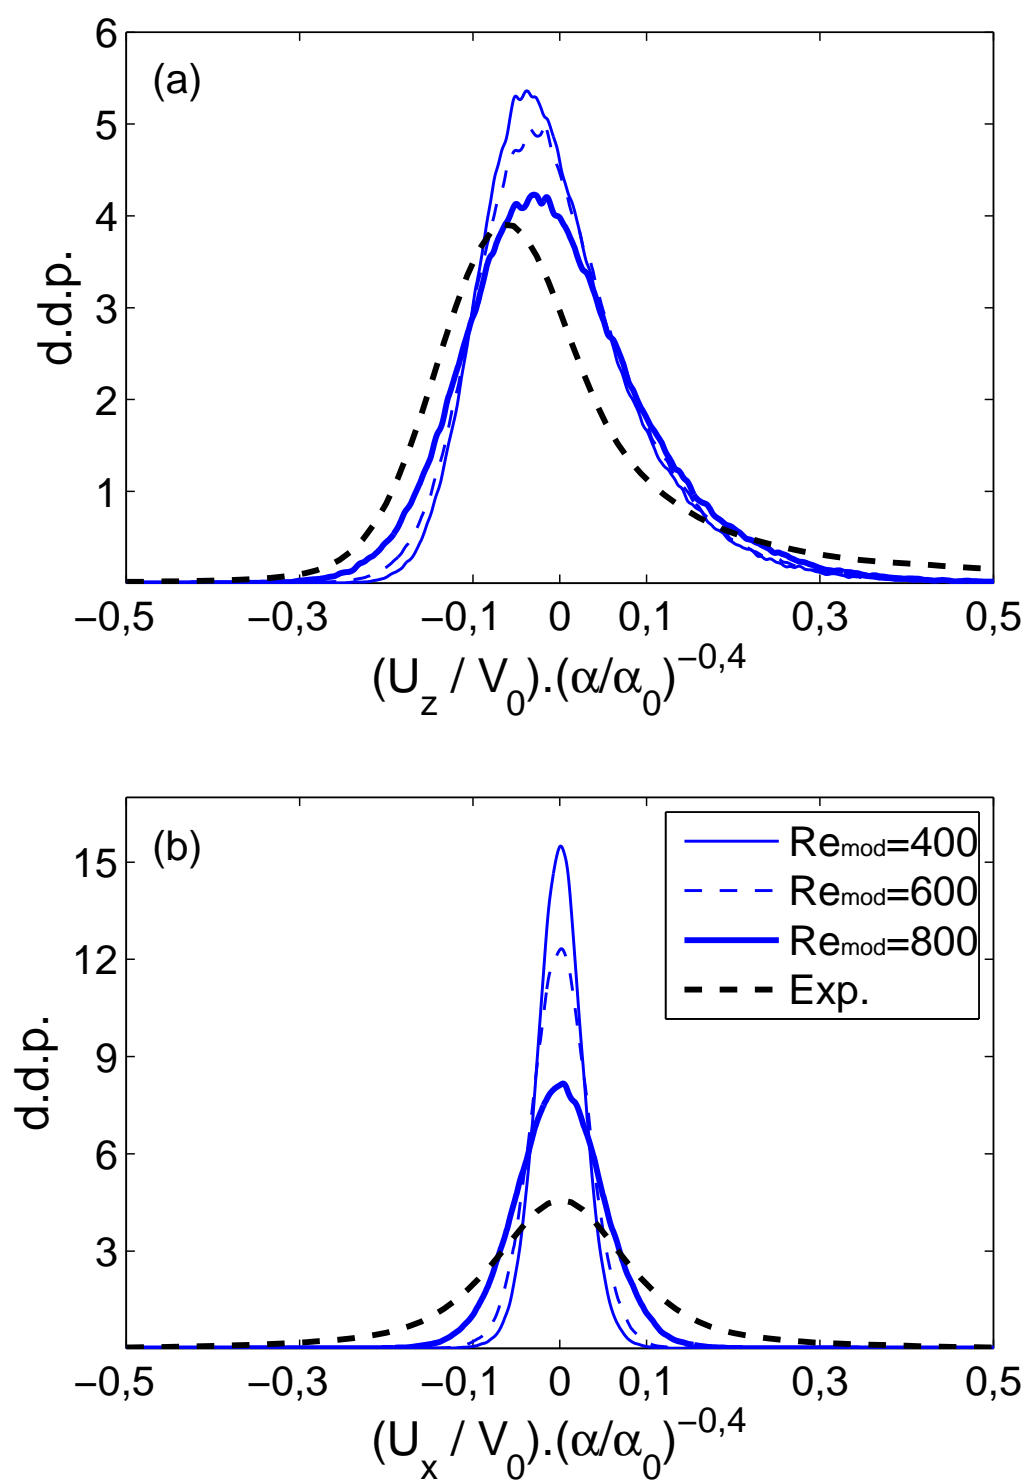 (a)
d.d.p.
6
5
4
3
2
1
−0,5 −0,3 −0,1 0 0,1 0,3 0,5
(U_z / V_0).(α/α_0)^−0,4
(b)
d.d.p.
15
12
9
6
3
Re_mod=400
Re_mod=600
Re_mod=800
Exp.
−0,5 −0,3 −0,1 0 0,1 0,3 0,5
(U_x / V_0).(α/α_0)^−0,4